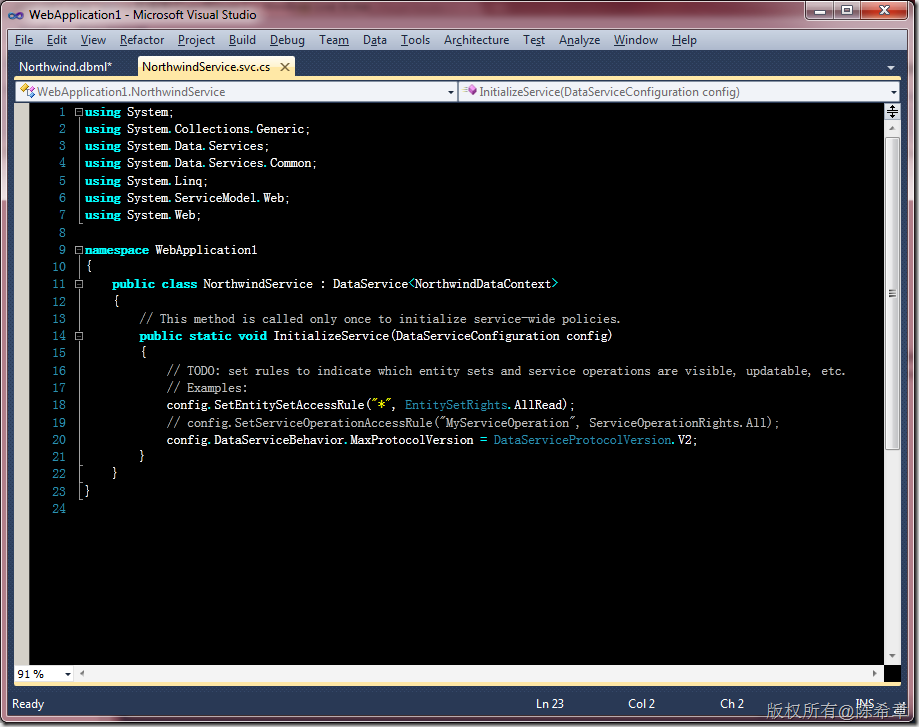 WebApplication1 - Microsoft Visual Studio
File Edit View Refactor Project Build Debug Team Data Tools Architecture Test Analyze Window Help
Northwind.dbml* NorthwindService.svc.cs
WebApplication1.NorthwindService InitializeService(DataServiceConfiguration config)
1 using System;
2 using System.Collections.Generic;
3 using System.Data.Services;
4 using System.Data.Services.Common;
5 using System.Linq;
6 using System.ServiceModel.Web;
7 using System.Web;
8
9 namespace WebApplication1
10 {
11 public class NorthwindService : DataService<NorthwindDataContext>
12 {
13 // This method is called only once to initialize service-wide policies.
14 public static void InitializeService(DataServiceConfiguration config)
15 {
16 // TODO: set rules to indicate which entity sets and service operations are visible, updatable, etc.
17 // Examples:
18 config.SetEntitySetAccessRule("*", EntitySetRights.AllRead);
19 // config.SetServiceOperationAccessRule("MyServiceOperation", ServiceOperationRights.All);
20 config.DataServiceBehavior.MaxProtocolVersion = DataServiceProtocolVersion.V2;
21 }
22 }
23 }
24
91 %
Ready Ln 23 Col 2 Ch 2 INS
版权所有@陈希章